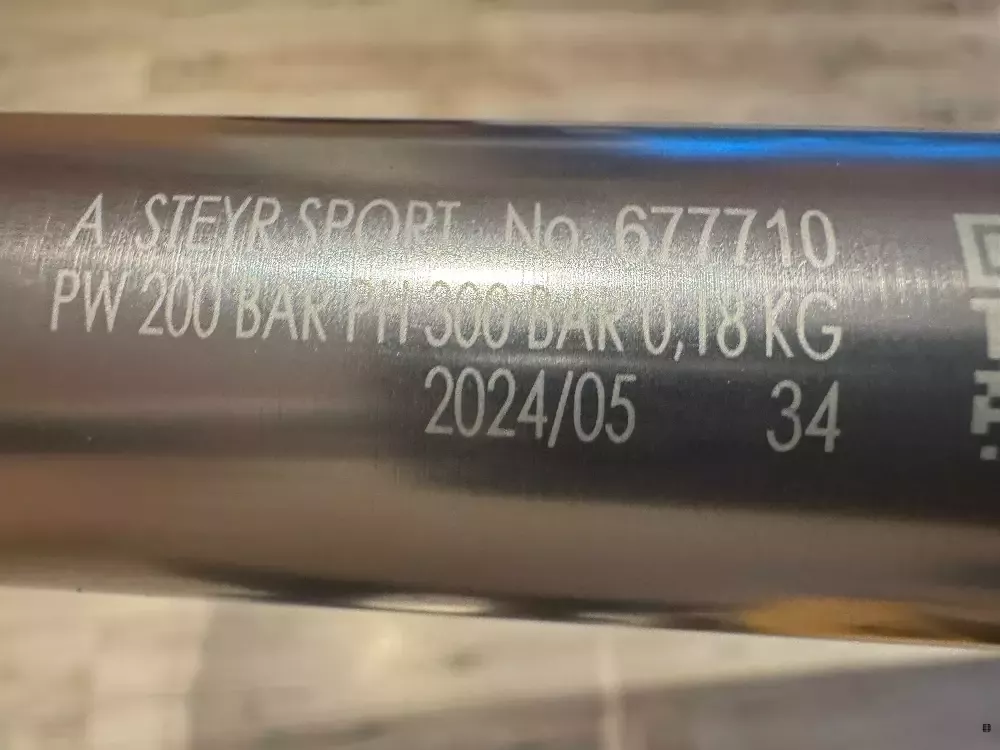 A STEYR SPORT No. 677710
PW 200 BAR PH 300 BAR 0,18 KG
2024/05 34